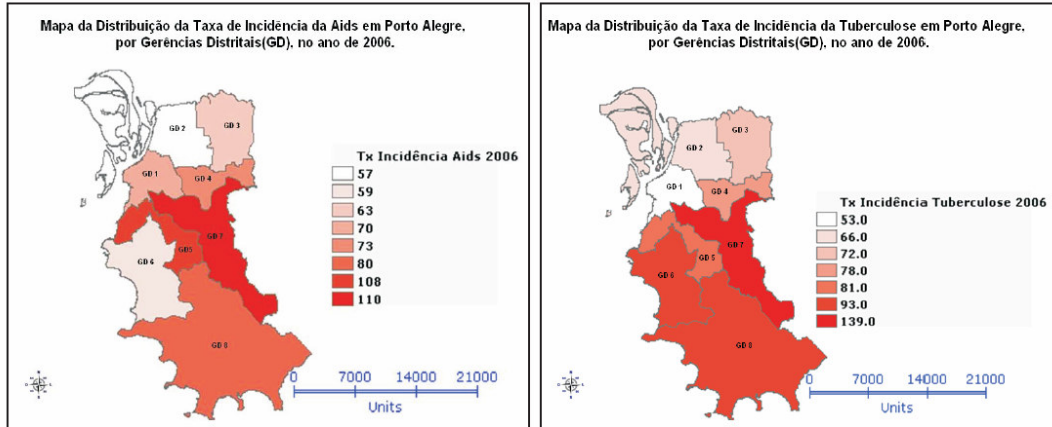 Mapa da Distribuição da Taxa de Incidência da Aids em Porto Alegre,
por Gerências Distritais(GD), no ano de 2006.
GD 2
GD 3
GD 1
GD 4
GD 7
GD5
GD 6
GD 8
Tx Incidência Aids 2006
57
59
63
70
73
80
108
110
0 7000 14000 21000
Units
Mapa da Distribuição da Taxa de Incidência da Tuberculose em Porto Alegre,
por Gerências Distritais(GD), no ano de 2006.
GD 3
GD 2
GD 1
GD 4
GD 7
GD 5
GD 6
GD 8
Tx Incidência Tuberculose 2006
53.0
66.0
72.0
78.0
81.0
93.0
139.0
0 7000 14000 21000
Units